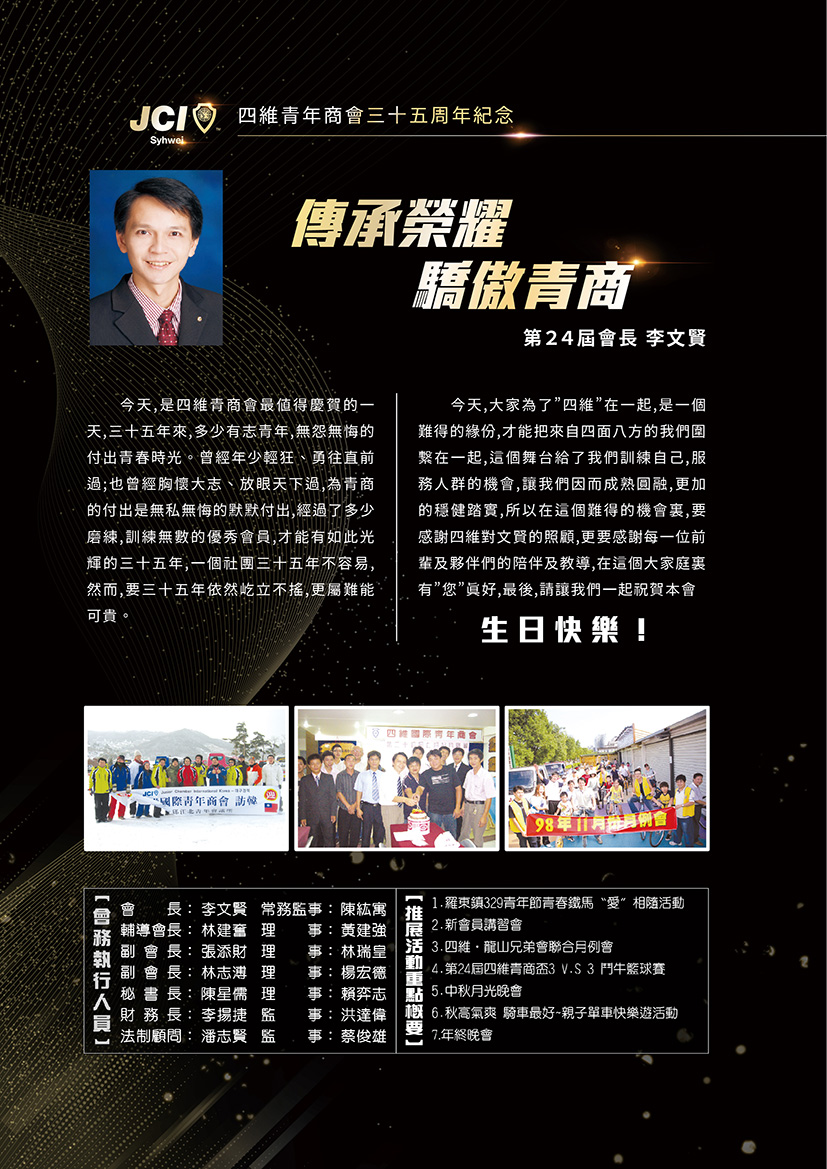 JCI
Syhwei
四維青年商會三十五周年紀念
傳承榮耀
驕傲青商
第24屆會長 李文賢
今天,是四維青商會最值得慶賀的一
天,三十五年來,多少有志青年,無怨無悔的
付出青春時光。曾經年少輕狂、勇往直前
過;也曾經胸懷大志、放眼天下過,為青商
的付出是無私無悔的默默付出,經過了多少
磨練,訓練無數的優秀會員,才能有如此光
輝的三十五年,一個社團三十五年不容易,
然而,要三十五年依然屹立不搖,更屬難能
可貴。
今天,大家為了”四維”在一起,是一個
難得的緣份,才能把來自四面八方的我們圍
繫在一起,這個舞台給了我們訓練自己,服
務人群的機會,讓我們因而成熟圓融,更加
的穩健踏實,所以在這個難得的機會裏,要
感謝四維對文賢的照顧,更要感謝每一位前
輩及夥伴們的陪伴及教導,在這個大家庭裏
有”您”真好,最後,請讓我們一起祝賀本會
生日快樂!
國際青年商會 訪韓
四維國際青年商會
98年11月份月例會
【會務執行人員】
會長:李文賢 常務監事:陳紘寓
輔導會長:林建奮 理事:黃建強
副會長:張添財 理事:林瑞皇
副會長:林志溥 理事:楊宏德
秘書長:陳星儒 理事:賴弈志
財務長:李揚捷 監事:洪達偉
法制顧問:潘志賢 監事:蔡俊雄
【推展活動重點概要】
1.羅東鎮329青年節青春鐵馬〝愛〞相隨活動
2.新會員講習會
3.四維・龍山兄弟會聯合月例會
4.第24屆四維青商盃3 V.S 3 鬥牛籃球賽
5.中秋月光晚會
6.秋高氣爽 騎車最好~親子單車快樂遊活動
7.年終晚會